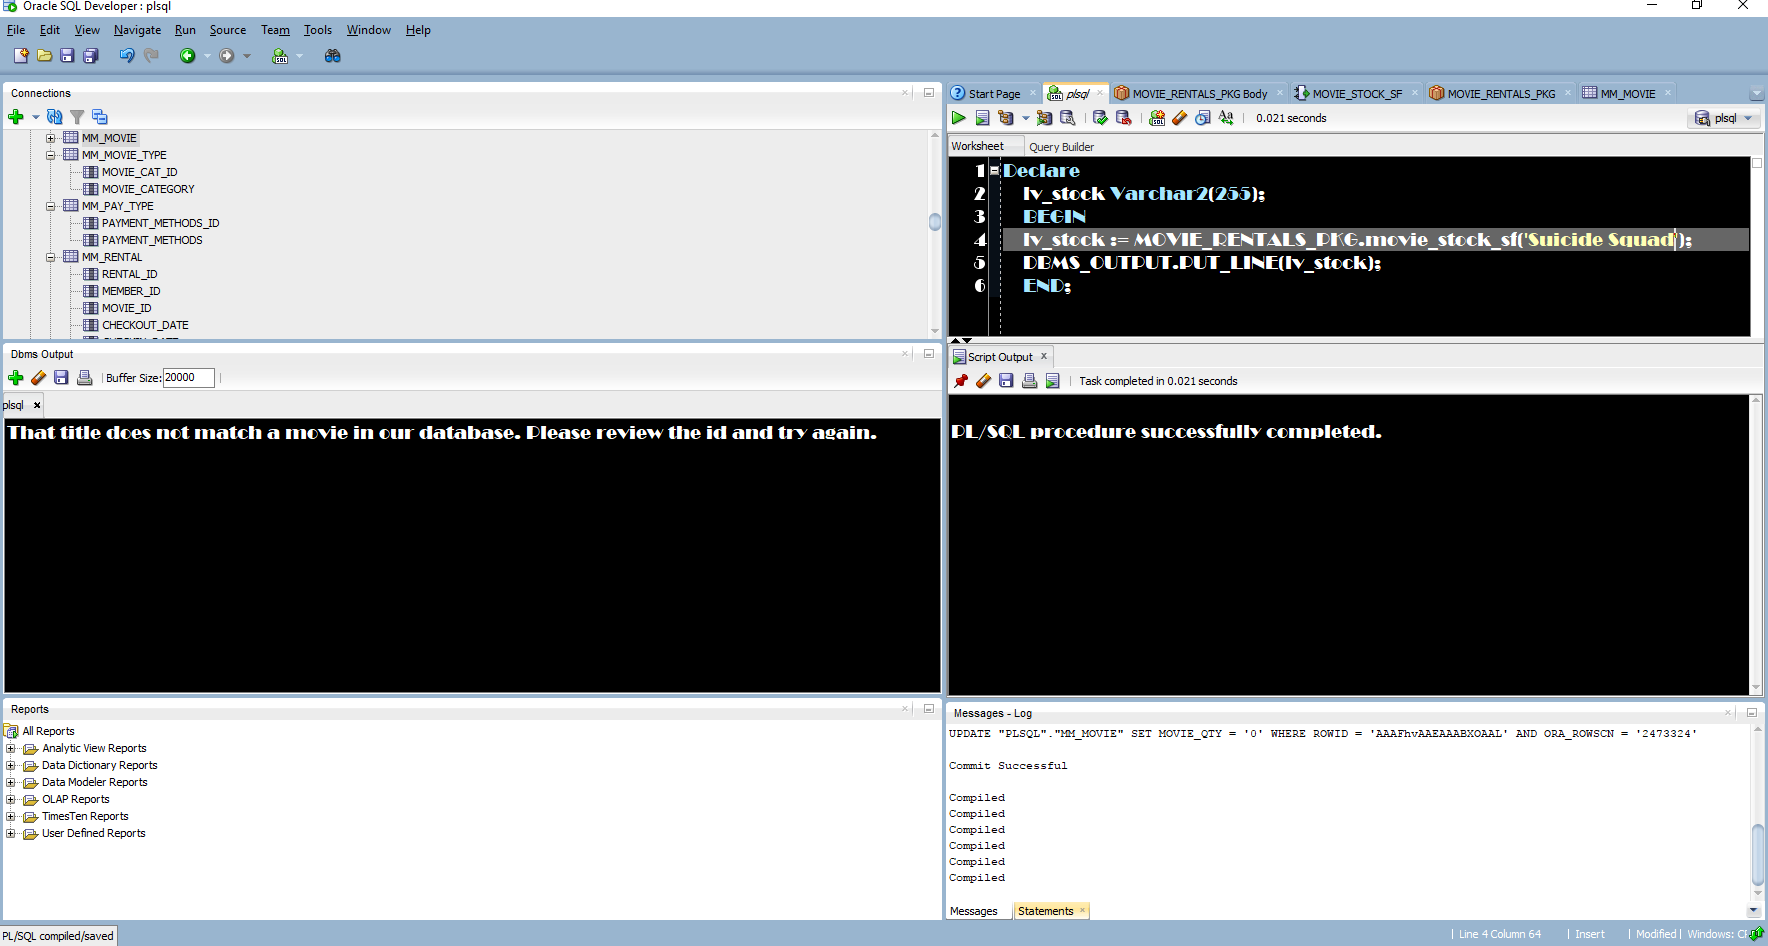 Oracle SQL Developer : plsql
File Edit View Navigate Run Source Team Tools Window Help
Connections
MM_MOVIE
MM_MOVIE_TYPE
MOVIE_CAT_ID
MOVIE_CATEGORY
MM_PAY_TYPE
PAYMENT_METHODS_ID
PAYMENT_METHODS
MM_RENTAL
RENTAL_ID
MEMBER_ID
MOVIE_ID
CHECKOUT_DATE
Dbms Output
Buffer Size: 20000
plsql
That title does not match a movie in our database. Please review the id and try again.
Reports
All Reports
Analytic View Reports
Data Dictionary Reports
Data Modeler Reports
OLAP Reports
TimesTen Reports
User Defined Reports
Start Page plsql MOVIE_RENTALS_PKG Body MOVIE_STOCK_SF MOVIE_RENTALS_PKG MM_MOVIE
0.021 seconds plsql
Worksheet Query Builder
1 Declare
2 lv_stock Varchar2(255);
3 BEGIN
4 lv_stock := MOVIE_RENTALS_PKG.movie_stock_sf('Suicide Squad');
5 DBMS_OUTPUT.PUT_LINE(lv_stock);
6 END;
Script Output
Task completed in 0.021 seconds
PL/SQL procedure successfully completed.
Messages - Log
UPDATE "PLSQL"."MM_MOVIE" SET MOVIE_QTY = '0' WHERE ROWID = 'AAAFhvAAEAAABXOAAL' AND ORA_ROWSCN = '2473324'
Commit Successful
Compiled
Compiled
Compiled
Compiled
Compiled
Compiled
Messages Statements
PL/SQL compiled/saved
Line 4 Column 64 Insert Modified Windows: